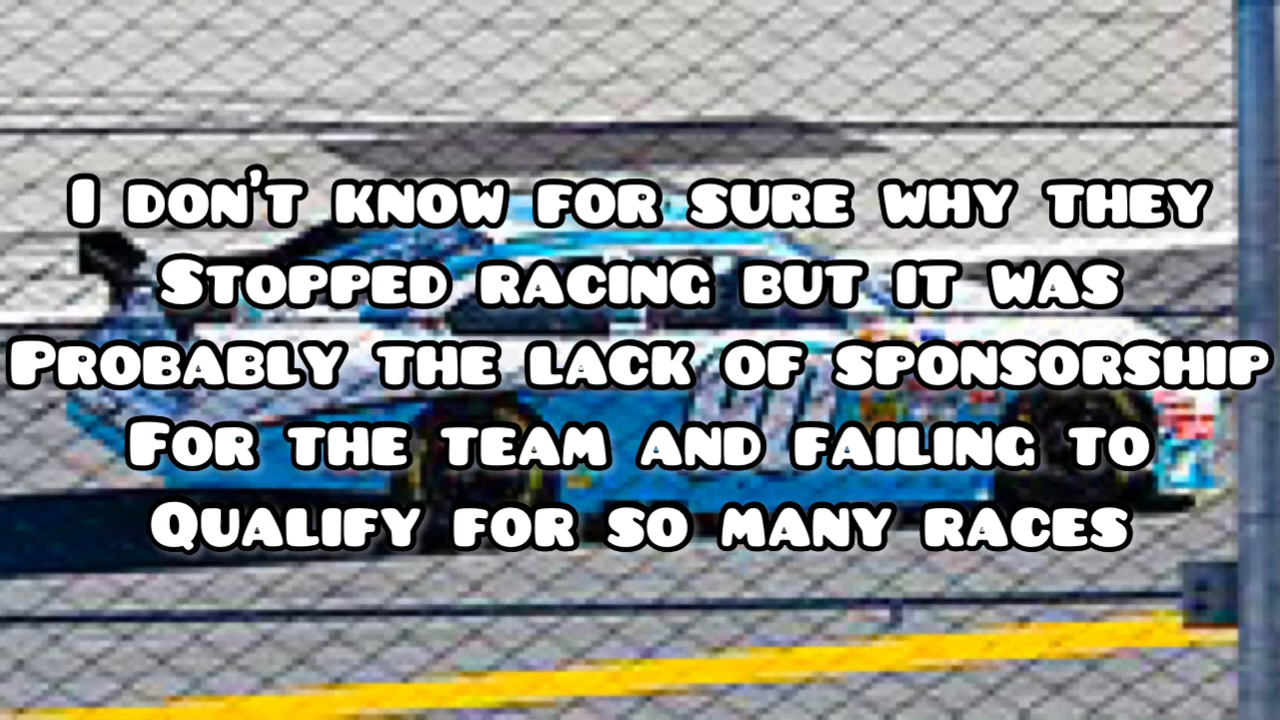 I don't know for sure why they
Stopped racing but it was
Probably the lack of sponsorship
For the team and failing to
Qualify for so many races